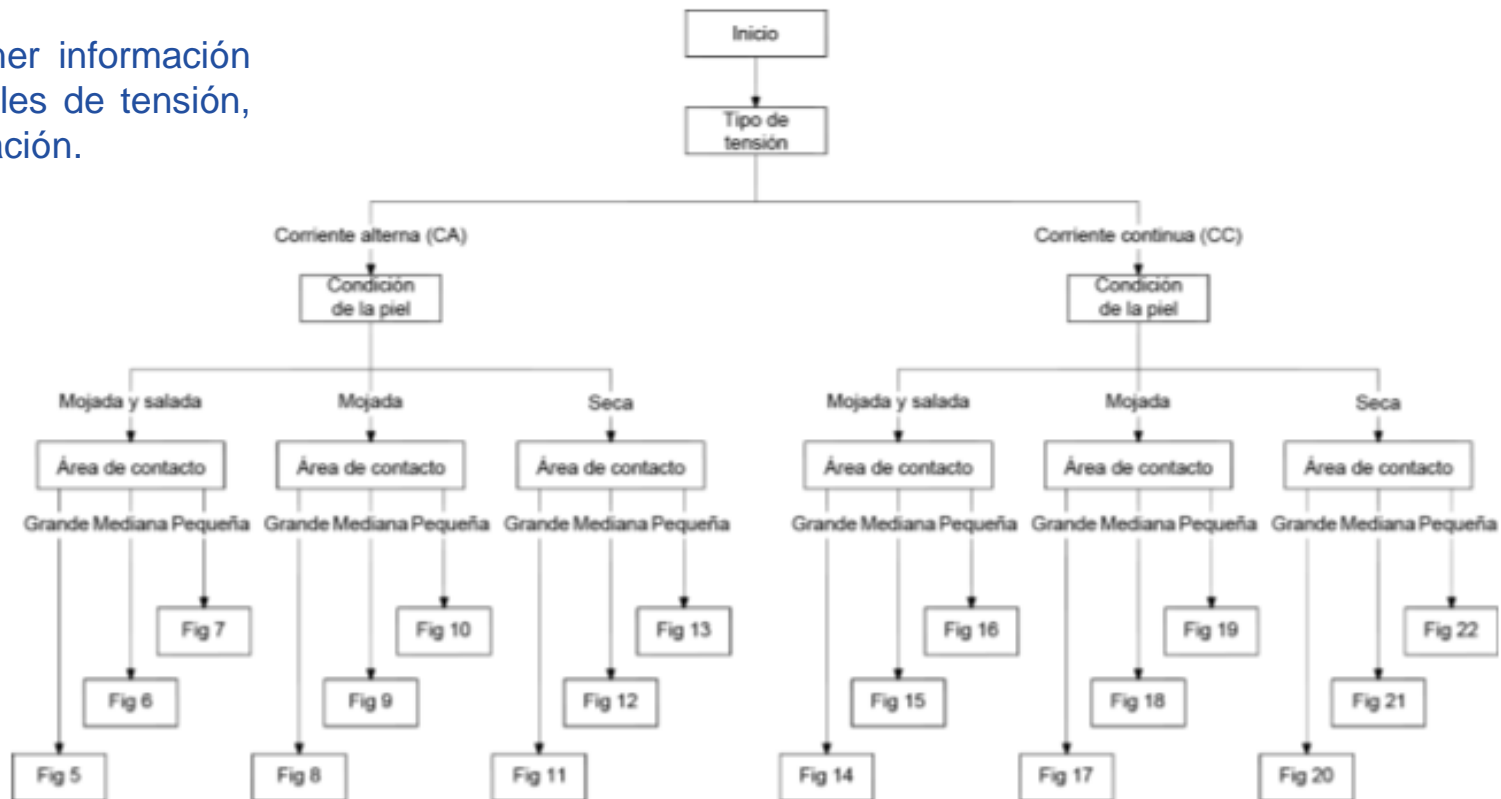 ner información
les de tensión,
ación.
Inicio
Tipo de
tensión
Corriente alterna (CA)
Corriente continua (CC)
Condición
de la piel
Condición
de la piel
Mojada y salada
Mojada
Seca
Mojada y salada
Mojada
Seca
Área de contacto
Área de contacto
Área de contacto
Área de contacto
Área de contacto
Área de contacto
Grande Mediana Pequeña
Grande Mediana Pequeña
Grande Mediana Pequeña
Grande Mediana Pequeña
Grande Mediana Pequeña
Grande Mediana Pequeña
Fig 7
Fig 10
Fig 13
Fig 16
Fig 19
Fig 22
Fig 6
Fig 9
Fig 12
Fig 15
Fig 18
Fig 21
Fig 5
Fig 8
Fig 11
Fig 14
Fig 17
Fig 20